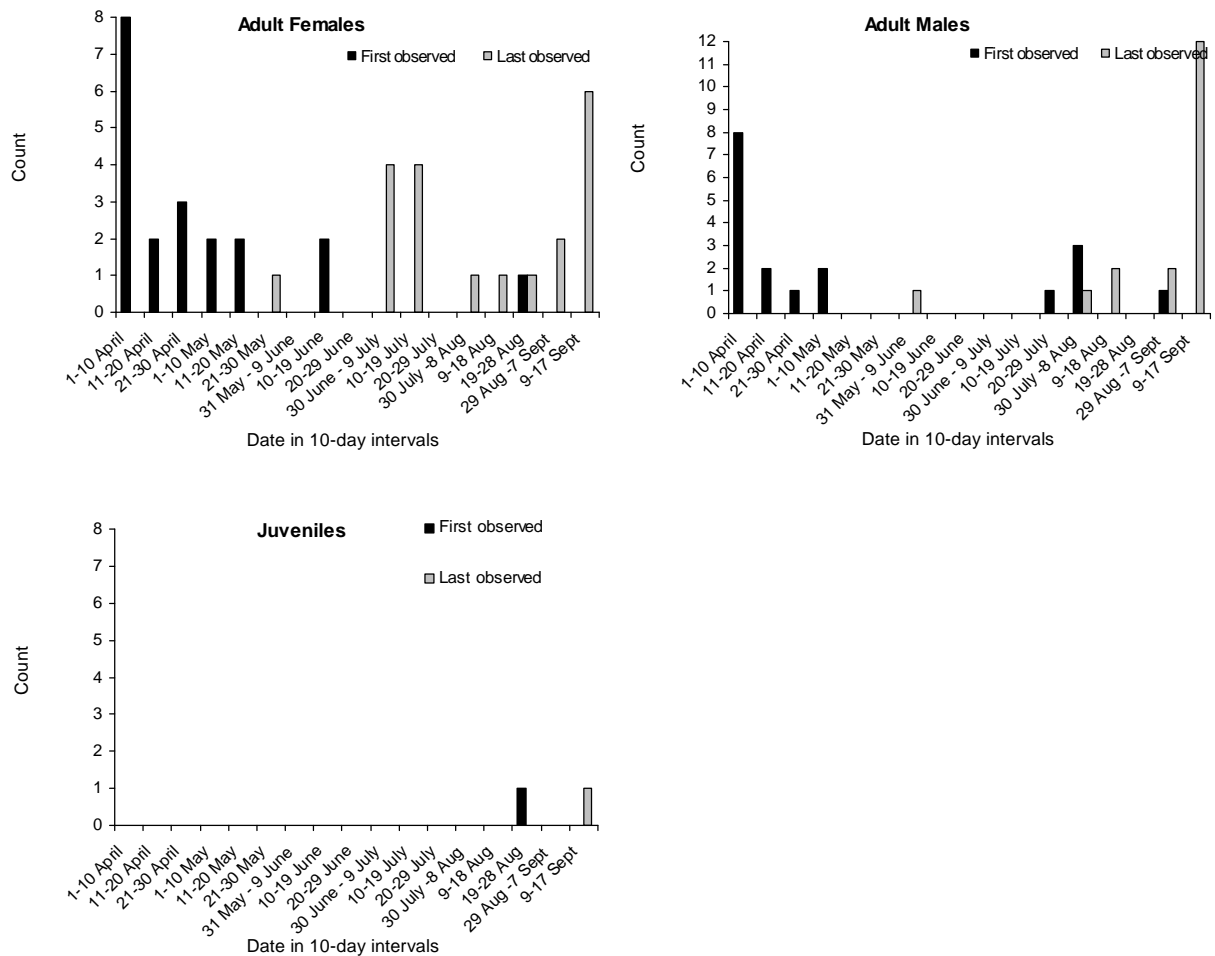 Adult Females
First observed
Last observed
8
7
6
5
4
3
2
1
0
Count
1-10 April
11-20 April
21-30 April
1-10 May
11-20 May
21-30 May
31 May - 9 June
10-19 June
20-29 June
30 June - 9 July
10-19 July
20-29 July
30 July -8 Aug
9-18 Aug
19-28 Aug
29 Aug -7 Sept
9-17 Sept
Date in 10-day intervals
Adult Males
First observed
Last observed
12
11
10
9
8
7
6
5
4
3
2
1
0
Count
1-10 April
11-20 April
21-30 April
1-10 May
11-20 May
21-30 May
31 May - 9 June
10-19 June
20-29 June
30 June - 9 July
10-19 July
20-29 July
30 July -8 Aug
9-18 Aug
19-28 Aug
29 Aug -7 Sept
9-17 Sept
Date in 10-day intervals
Juveniles
First observed
Last observed
8
7
6
5
4
3
2
1
0
Count
1-10 April
11-20 April
21-30 April
1-10 May
11-20 May
21-30 May
31 May - 9 June
10-19 June
20-29 June
30 June - 9 July
10-19 July
20-29 July
30 July -8 Aug
9-18 Aug
19-28 Aug
29 Aug -7 Sept
9-17 Sept
Date in 10-day intervals